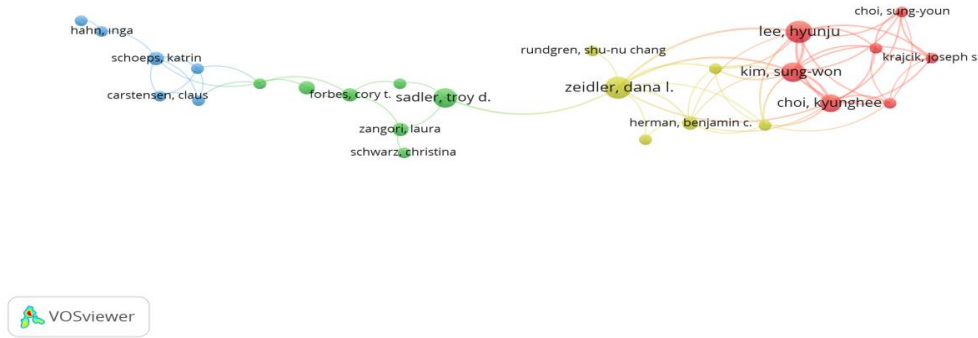 choi, sung-youn
hahn, inga
lee, hyunju
rundgren, shu-nu chang
schoeps, katrin
krajcik, joseph s
kim, sung-won
zeidler, dana l.
carstensen, claus
forbes, cory t.
sadler, troy d.
choi, kyunghee
zangori, laura
herman, benjamin c.
schwarz, christina
VOSviewer